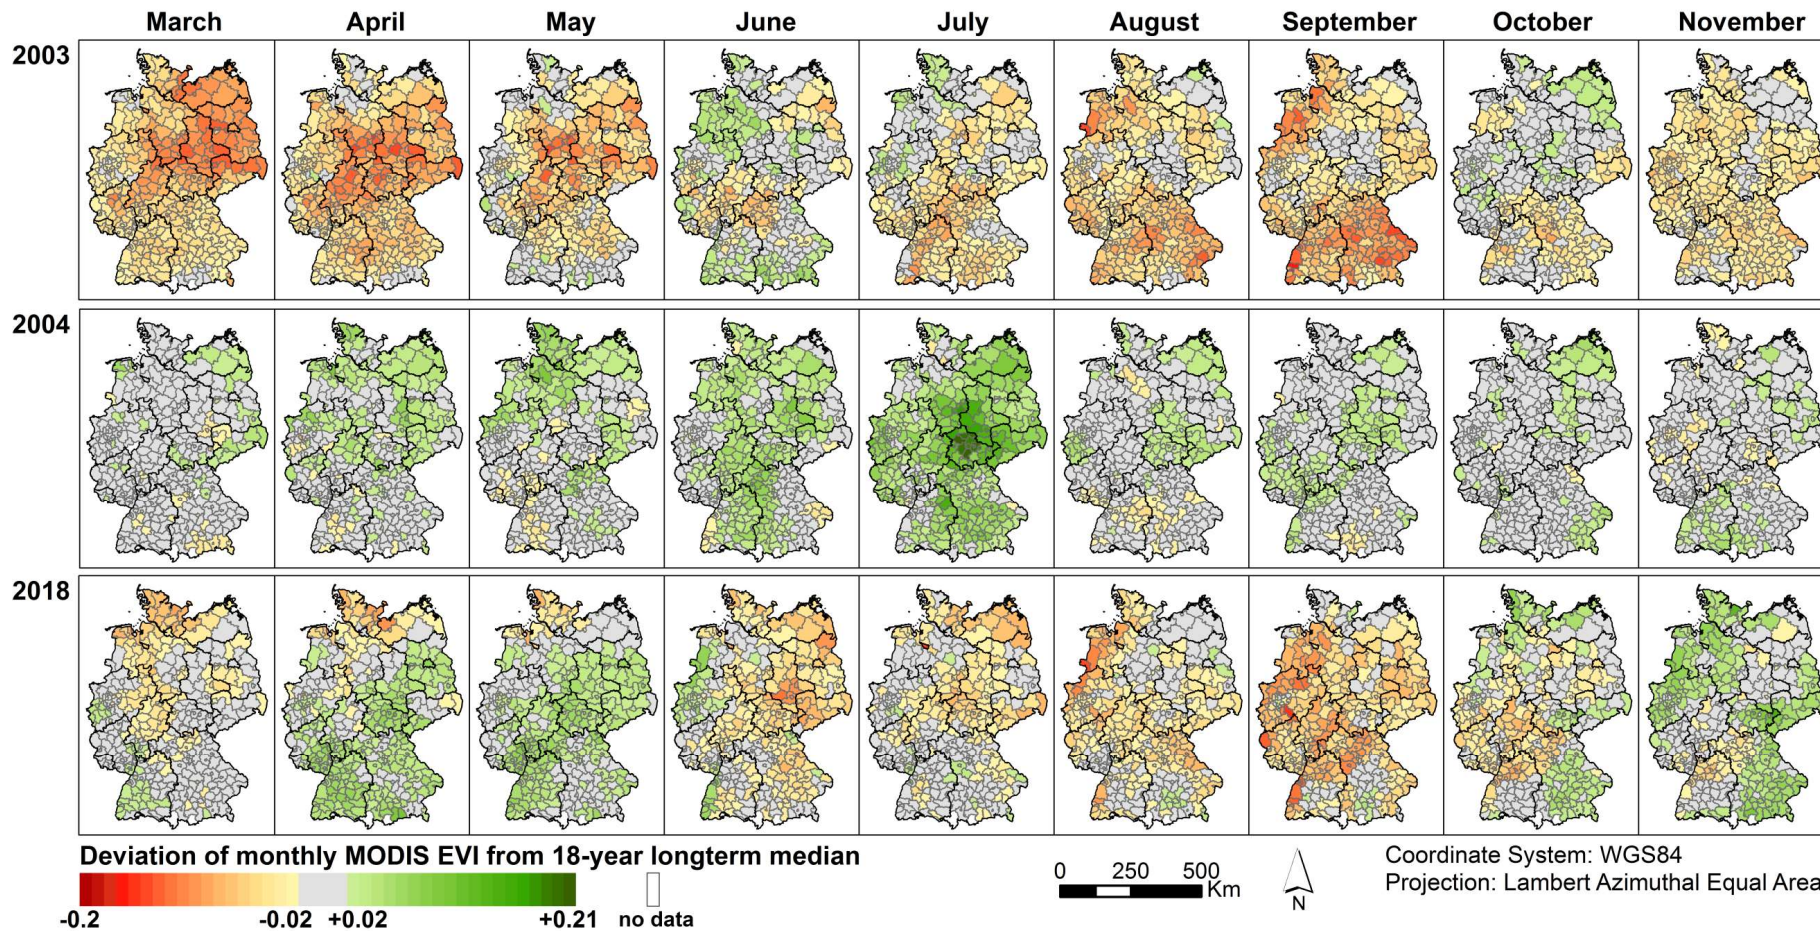 March April May June July August September October November
2003
2004
2018
Deviation of monthly MODIS EVI from 18-year longterm median
-0.2 -0.02 +0.02 +0.21 no data
0 250 500
Km
N
Coordinate System: WGS84
Projection: Lambert Azimuthal Equal Area